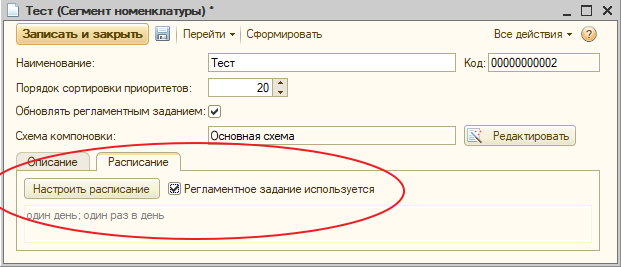 Тест (Сегмент номенклатуры) *
Записать и закрыть Перейти Сформировать Все действия ?
Наименование: Тест Код: 00000000002
Порядок сортировки приоритетов: 20
Обновлять регламентным заданием:
Схема компоновки: Основная схема Редактировать
Описание Расписание
Настроить расписание Регламентное задание используется
один день; один раз в день